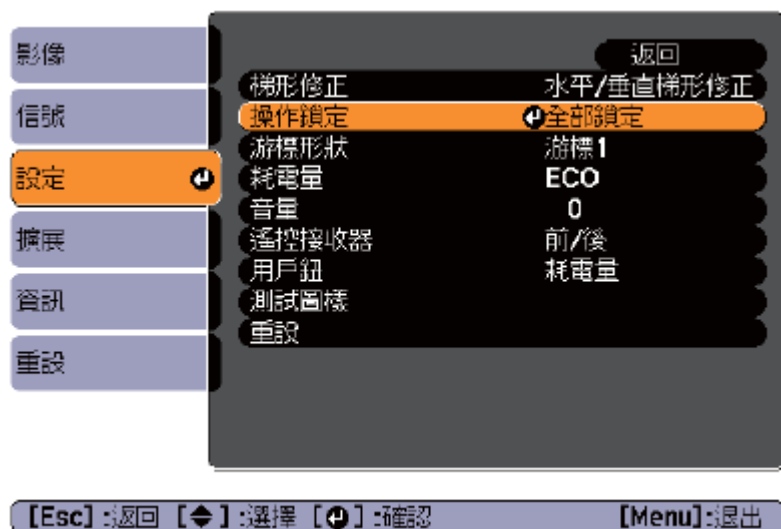 影像
信號
設定
擴展
資訊
重設
返回
梯形修正 水平/垂直梯形修正
操作鎖定 全部鎖定
游標形狀 游標1
耗電量 ECO
音量 0
遙控接收器 前/後
用戶鈕 耗電量
測試圖樣
重設
[Esc] :返回 [◆] :選擇 [↵] :確認 [Menu]:退出